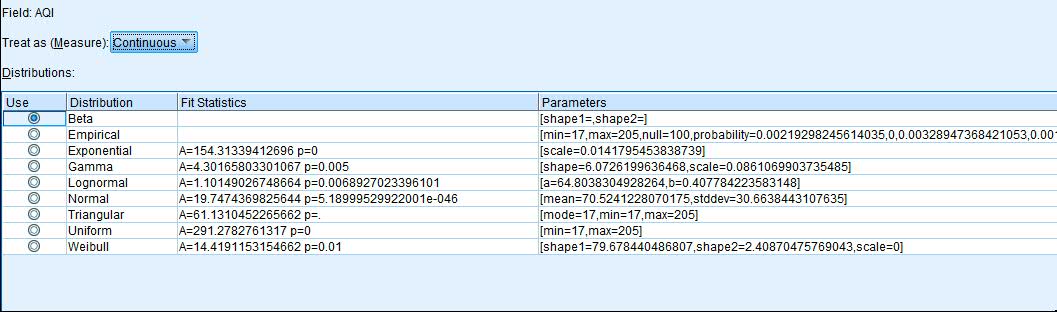 Field: AQI
Treat as (Measure): Continuous
Distributions:
Use Distribution Fit Statistics Parameters
Beta [shape1=,shape2=]
Empirical [min=17,max=205,null=100,probability=0.00219298245614035,0,0.00328947368421053,0.001
Exponential A=154.31339412696 p=0 [scale=0.0141795453838739]
Gamma A=4.30165803301067 p=0.005 [shape=6.0726199636468,scale=0.0861069903735485]
Lognormal A=1.10149026748664 p=0.0068927023396101 [a=64.8038304928264,b=0.407784223583148]
Normal A=19.7474369825644 p=5.18999529922001e-046 [mean=70.5241228070175,stddev=30.6638443107635]
Triangular A=61.1310452265662 p=. [mode=17,min=17,max=205]
Uniform A=291.2782761317 p=0 [min=17,max=205]
Weibull A=14.4191153154662 p=0.01 [shape1=79.678440486807,shape2=2.40870475769043,scale=0]